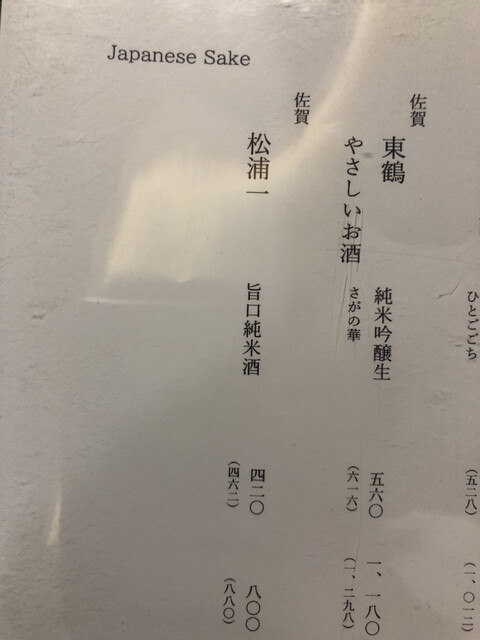 Japanese Sake
ひとごごち
(五二八)
(一、〇一二)
佐賀
東鶴
純米吟醸生
五六〇
一、一八〇
やさしいお酒
さがの華
(六一六)
(一、二九八)
佐賀
松浦一
旨口純米酒
四二〇
八〇〇
(四六二)
(八八〇)